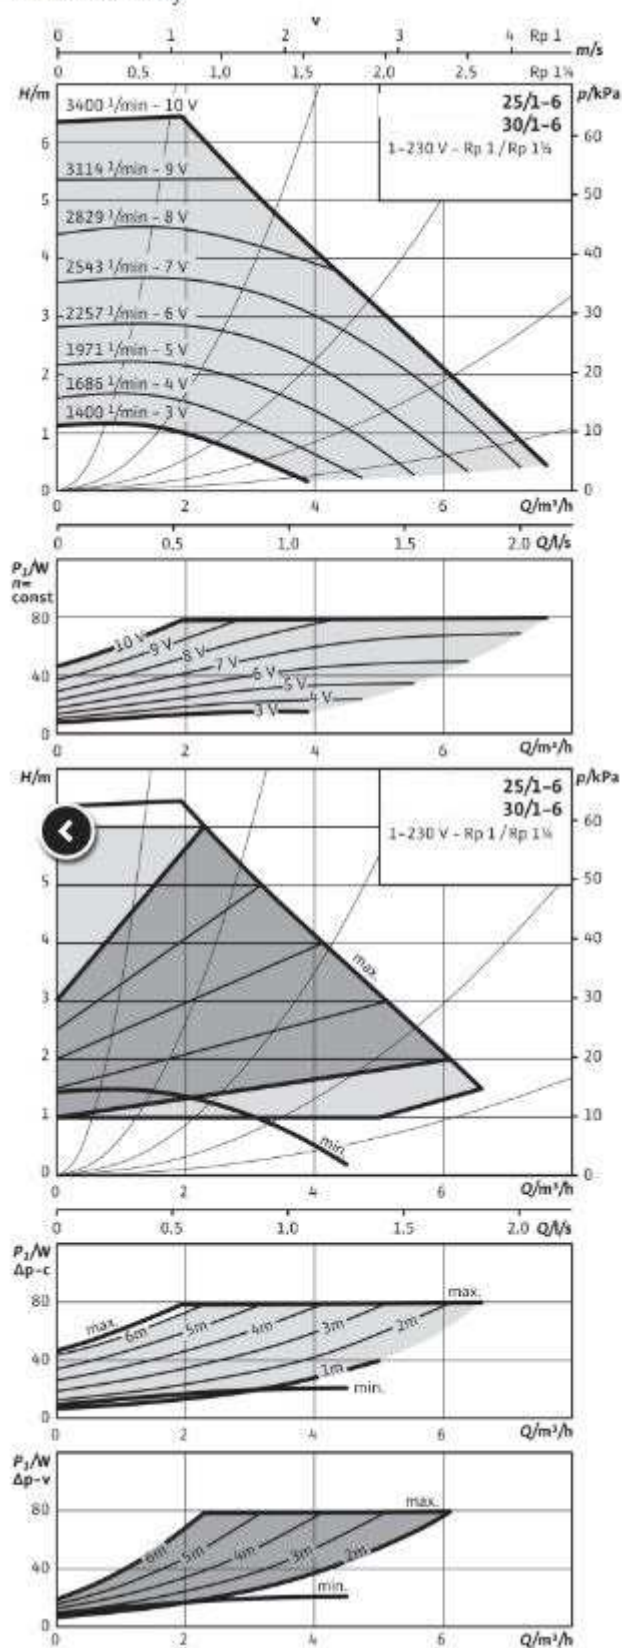 v
0 1 2 3 4 Rp 1
m/s
0 0.5 1,0 1.5 2,0 2.5 Rp 1¼
H/m p/kPa
3400 ¹/min – 10 V
25/1–6
30/1–6
1~230 V – Rp 1 / Rp 1¼
3114 ¹/min – 9 V
2829 ¹/min – 8 V
2543 ¹/min – 7 V
2257 ¹/min – 6 V
1971 ¹/min – 5 V
1686 ¹/min – 4 V
1400 ¹/min – 3 V
6 5 4 3 2 1 0
60 50 40 30 20 10 0
0 2 4 6 Q/m³/h
0 0.5 1.0 1.5 2.0 Q/l/s
P₁/W
n=
const
80
40
0
10 V 9 V 8 V 7 V 6 V 5 V 4 V 3 V
0 2 4 6 Q/m³/h
H/m p/kPa
25/1–6
30/1–6
1~230 V – Rp 1 / Rp 1¼
5 4 3 2 1 0
60 50 40 30 20 10 0
max.
min.
0 2 4 6 Q/m³/h
0 0.5 1.0 1.5 2.0 Q/l/s
P₁/W
Δp-c
80
40
0
max. 6m 5m 4m 3m 2m max.
1m
min.
0 2 4 6 Q/m³/h
P₁/W
Δp-v
80
40
0
max.
6m 5m 4m 3m 2m
min.
0 2 4 6 Q/m³/h